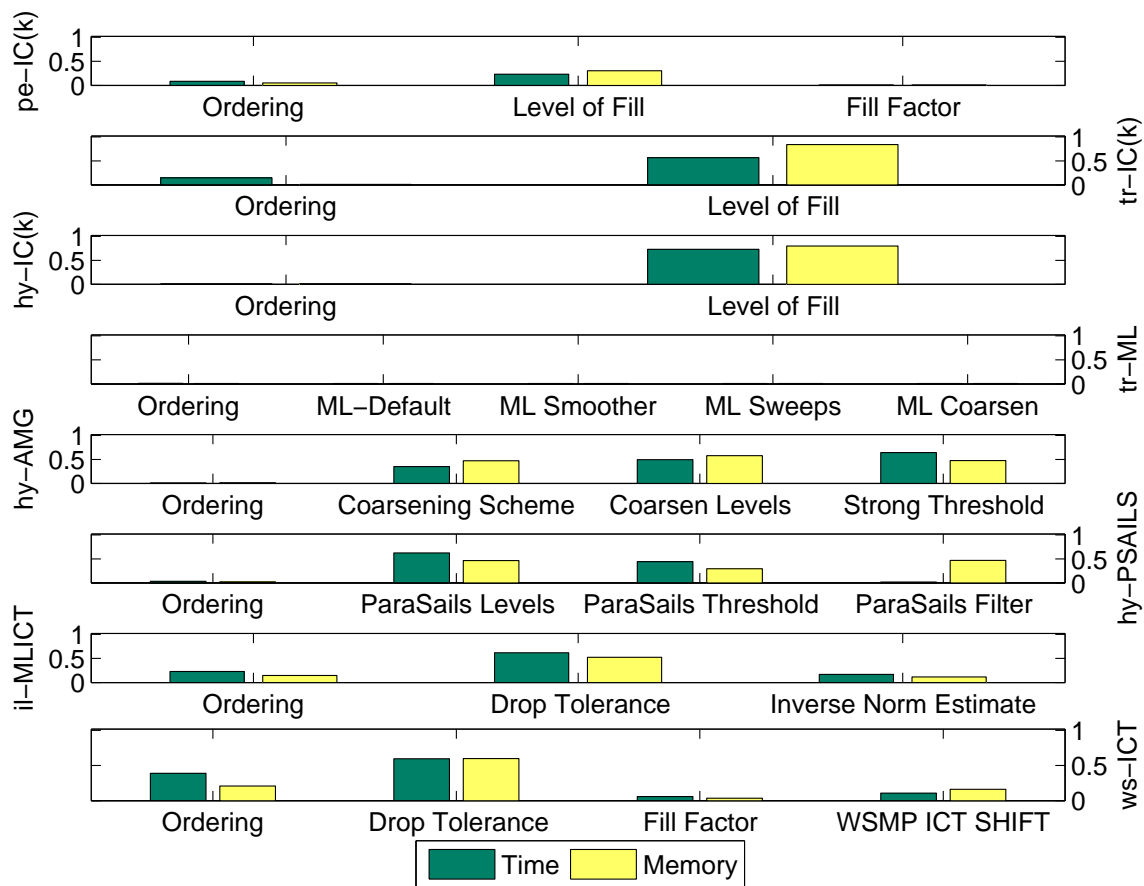 pe−IC(k)
1
0.5
0
Ordering
Level of Fill
Fill Factor
tr−IC(k)
1
0.5
0
Ordering
Level of Fill
hy−IC(k)
1
0.5
0
Ordering
Level of Fill
tr−ML
1
0.5
0
Ordering
ML−Default
ML Smoother
ML Sweeps
ML Coarsen
hy−AMG
1
0.5
0
Ordering
Coarsening Scheme
Coarsen Levels
Strong Threshold
hy−PSAILS
1
0.5
0
Ordering
ParaSails Levels
ParaSails Threshold
ParaSails Filter
il−MLICT
1
0.5
0
Ordering
Drop Tolerance
Inverse Norm Estimate
ws−ICT
1
0.5
0
Ordering
Drop Tolerance
Fill Factor
WSMP ICT SHIFT
Time
Memory